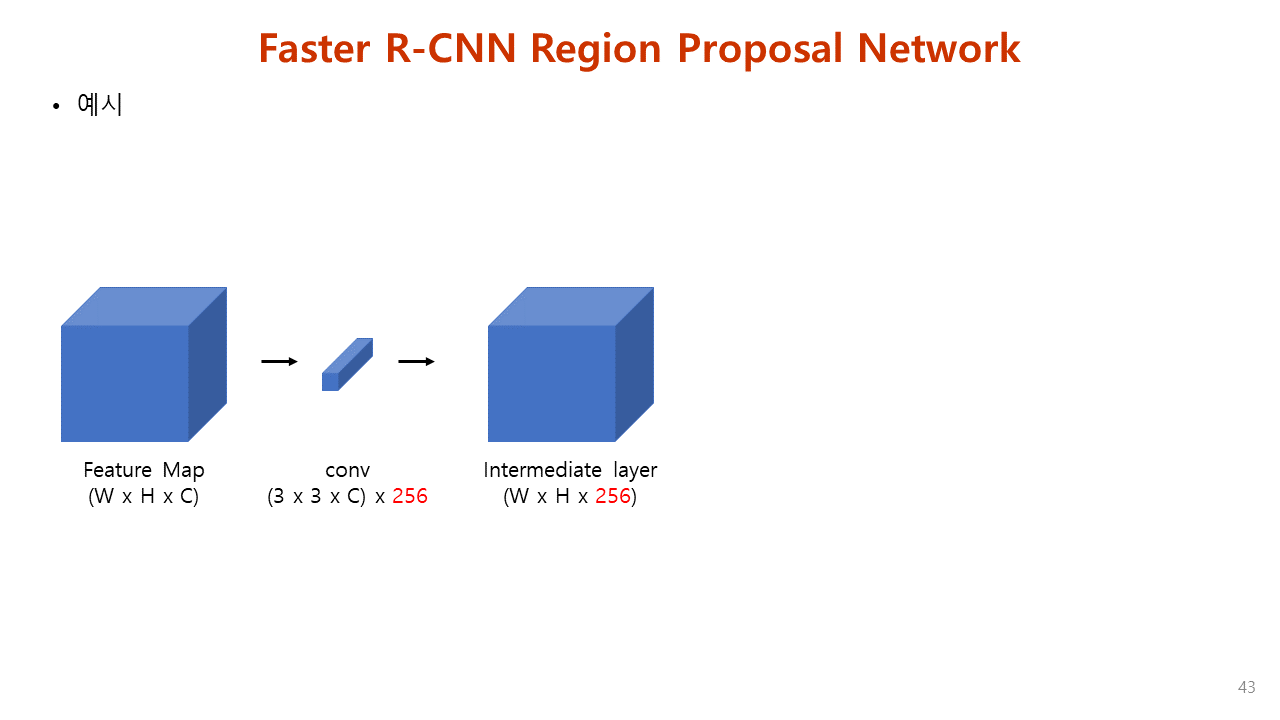 Faster R-CNN Region Proposal Network
• 예시
Feature Map
(W x H x C)
conv
(3 x 3 x C) x 256
Intermediate layer
(W x H x 256)
43